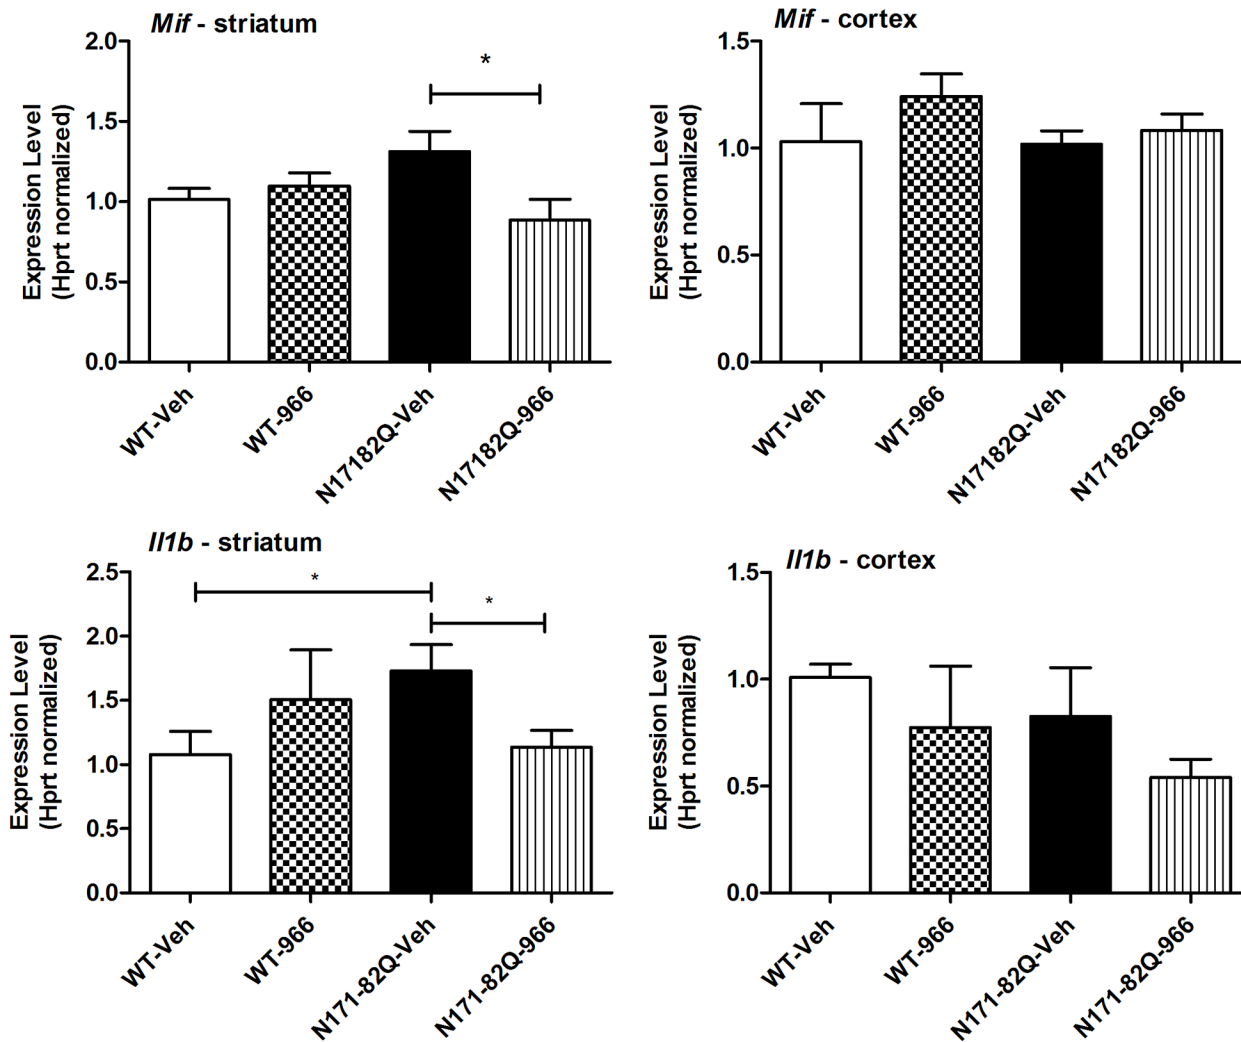 Mif - striatum
Expression Level
(Hprt normalized)
2.0
1.5
1.0
0.5
0.0
*
WT-Veh
WT-966
N17182Q-Veh
N17182Q-966
Mif - cortex
Expression Level
(Hprt normalized)
1.5
1.0
0.5
0.0
WT-Veh
WT-966
N17182Q-Veh
N17182Q-966
Il1b - striatum
Expression Level
(Hprt normalized)
2.5
2.0
1.5
1.0
0.5
0.0
*
*
WT-Veh
WT-966
N171-82Q-Veh
N171-82Q-966
Il1b - cortex
Expression Level
(Hprt normalized)
1.5
1.0
0.5
0.0
WT-Veh
WT-966
N171-82Q-Veh
N171-82Q-966